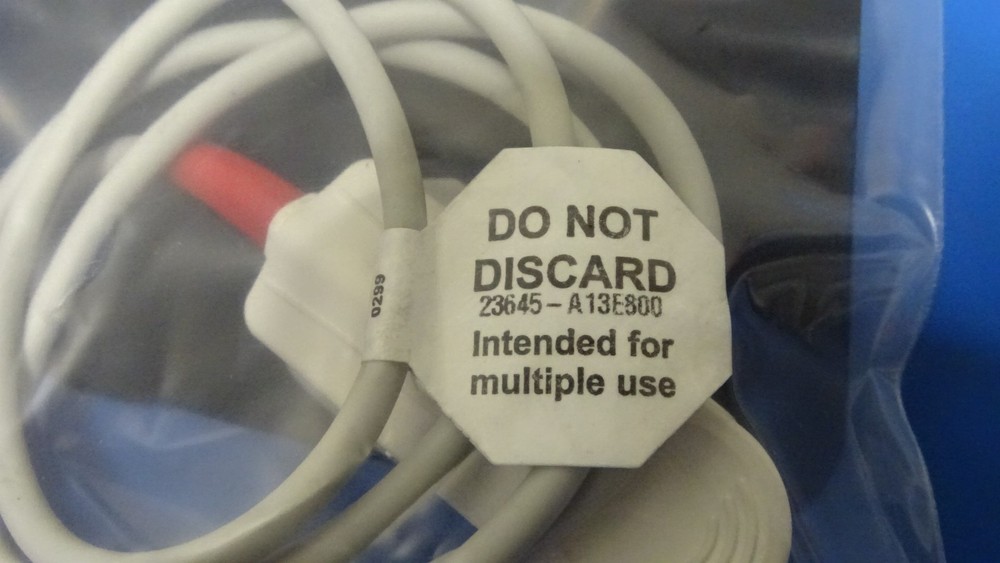 DO NOT
DISCARD
23645-A13E800
Intended for
multiple use
0299